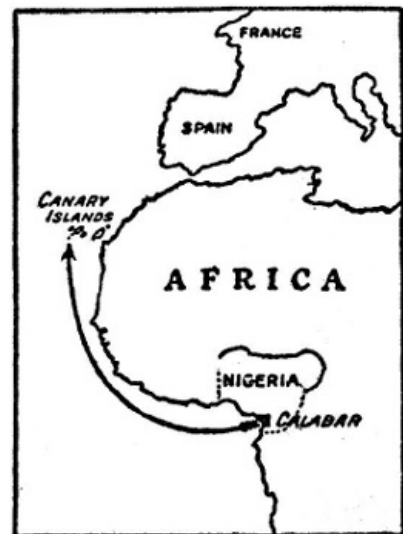 FRANCE
SPAIN
CANARY
ISLANDS
AFRICA
NIGERIA
CALABAR